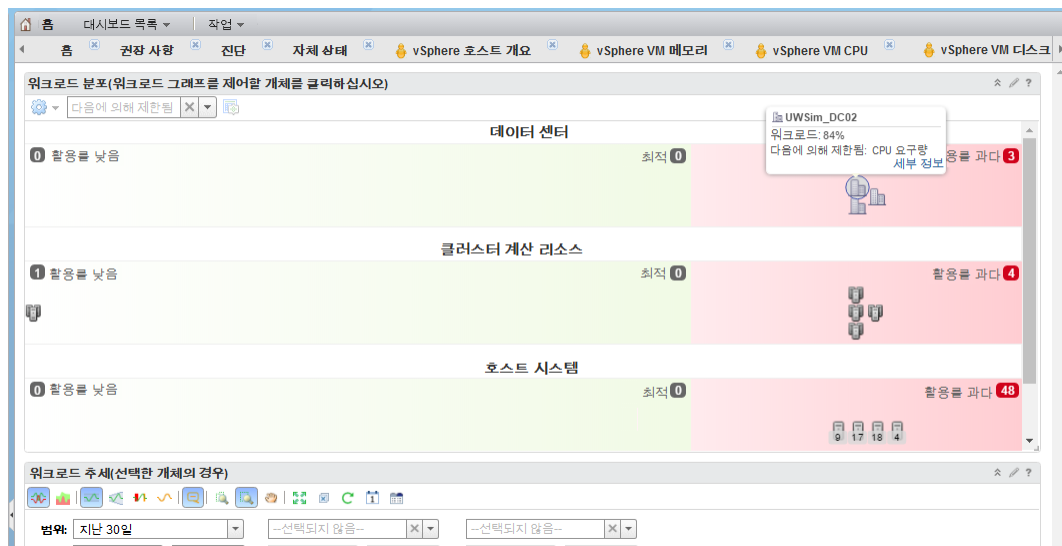 홈 대시보드 목록 작업
홈 권장 사항 진단 자체 상태 vSphere 호스트 개요 vSphere VM 메모리 vSphere VM CPU vSphere VM 디스크
워크로드 분포(워크로드 그래프를 제어할 개체를 클릭하십시오)
다음에 의해 제한됨
UWSim_DC02
워크로드: 84%
다음에 의해 제한됨: CPU 요구량
세부 정보
데이터 센터
0 활용률 낮음 최적 0 활용률 과다 3
클러스터 계산 리소스
1 활용률 낮음 최적 0 활용률 과다 4
호스트 시스템
0 활용률 낮음 최적 0 활용률 과다 48
9 17 18 4
워크로드 추세(선택한 개체의 경우)
범위: 지난 30일 --선택되지 않음-- --선택되지 않음--